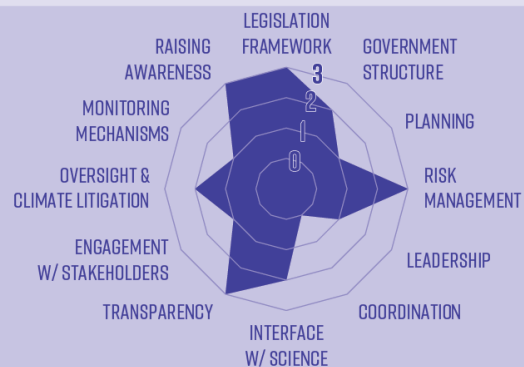 LEGISLATION
FRAMEWORK
GOVERNMENT
STRUCTURE
PLANNING
RISK
MANAGEMENT
LEADERSHIP
COORDINATION
INTERFACE
W/ SCIENCE
TRANSPARENCY
ENGAGEMENT
W/ STAKEHOLDERS
OVERSIGHT &
CLIMATE LITIGATION
MONITORING
MECHANISMS
RAISING
AWARENESS
3
2
1
0